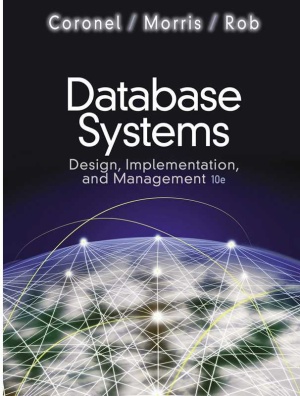 Coronel / Morris / Rob
Database
Systems
Design, Implementation,
and Management 10e